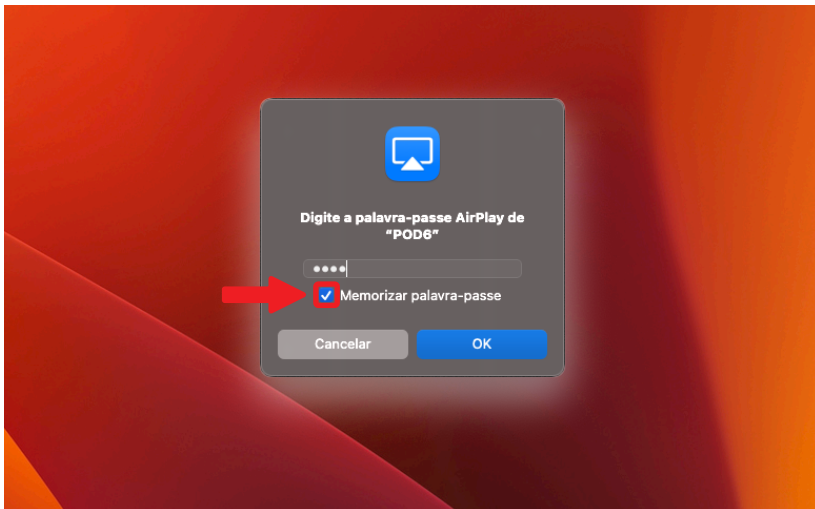 Digite a palavra-passe AirPlay de
“POD6”
••••
Memorizar palavra-passe
Cancelar
OK